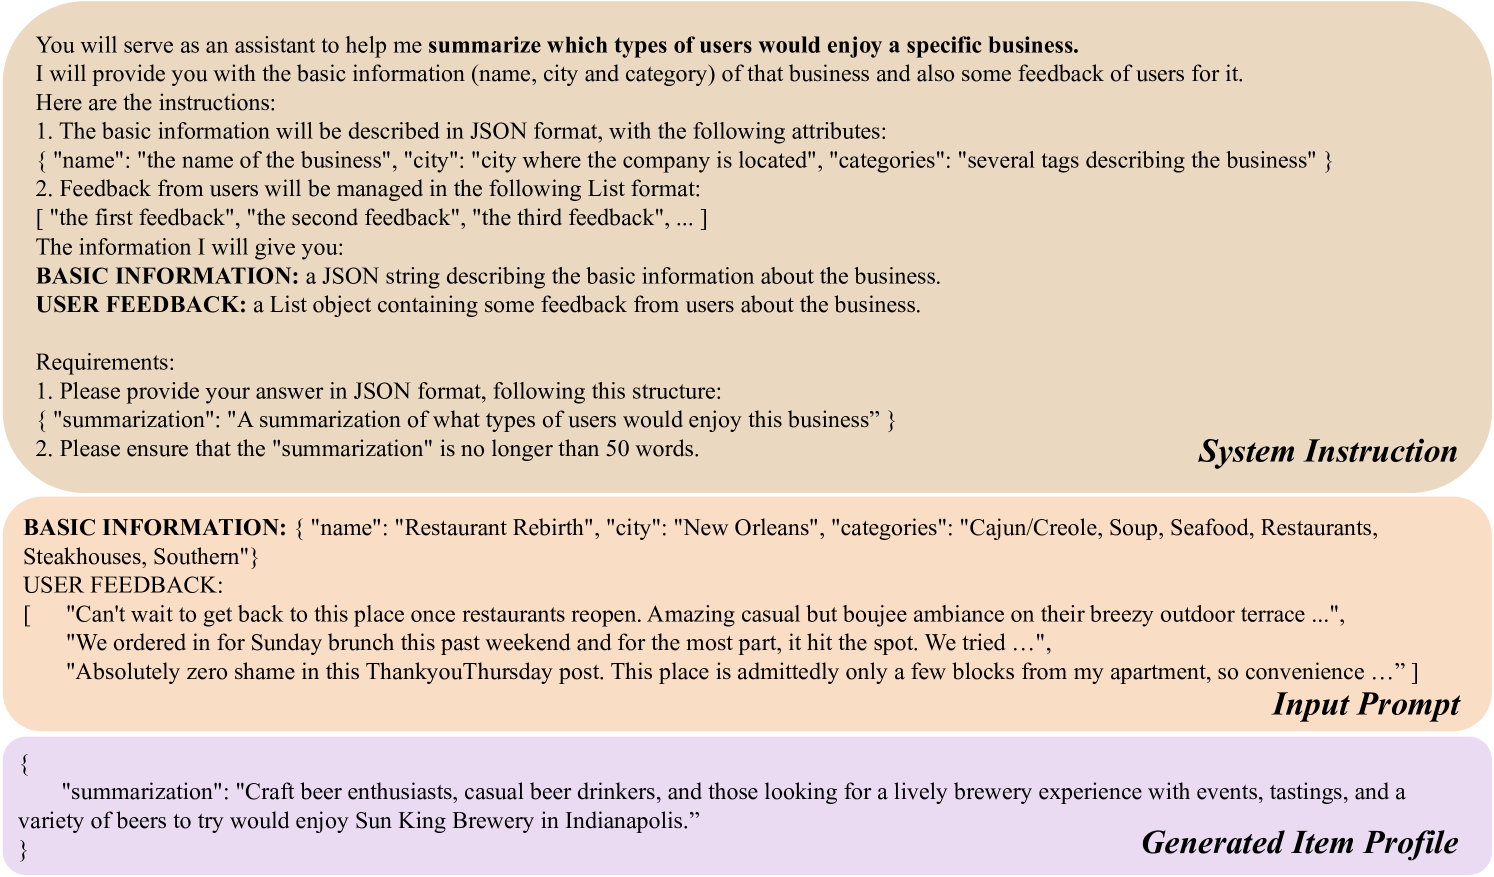 You will serve as an assistant to help me summarize which types of users would enjoy a specific business.
I will provide you with the basic information (name, city and category) of that business and also some feedback of users for it.
Here are the instructions:
1. The basic information will be described in JSON format, with the following attributes:
{ "name": "the name of the business", "city": "city where the company is located", "categories": "several tags describing the business" }
2. Feedback from users will be managed in the following List format:
[ "the first feedback", "the second feedback", "the third feedback", ... ]
The information I will give you:
BASIC INFORMATION: a JSON string describing the basic information about the business.
USER FEEDBACK: a List object containing some feedback from users about the business.
Requirements:
1. Please provide your answer in JSON format, following this structure:
{ "summarization": "A summarization of what types of users would enjoy this business” }
2. Please ensure that the "summarization" is no longer than 50 words.
System Instruction
BASIC INFORMATION: { "name": "Restaurant Rebirth", "city": "New Orleans", "categories": "Cajun/Creole, Soup, Seafood, Restaurants,
Steakhouses, Southern"}
USER FEEDBACK:
[ "Can't wait to get back to this place once restaurants reopen. Amazing casual but boujee ambiance on their breezy outdoor terrace ...",
"We ordered in for Sunday brunch this past weekend and for the most part, it hit the spot. We tried …",
"Absolutely zero shame in this ThankyouThursday post. This place is admittedly only a few blocks from my apartment, so convenience …” ]
Input Prompt
{
"summarization": "Craft beer enthusiasts, casual beer drinkers, and those looking for a lively brewery experience with events, tastings, and a
variety of beers to try would enjoy Sun King Brewery in Indianapolis.”
}
Generated Item Profile